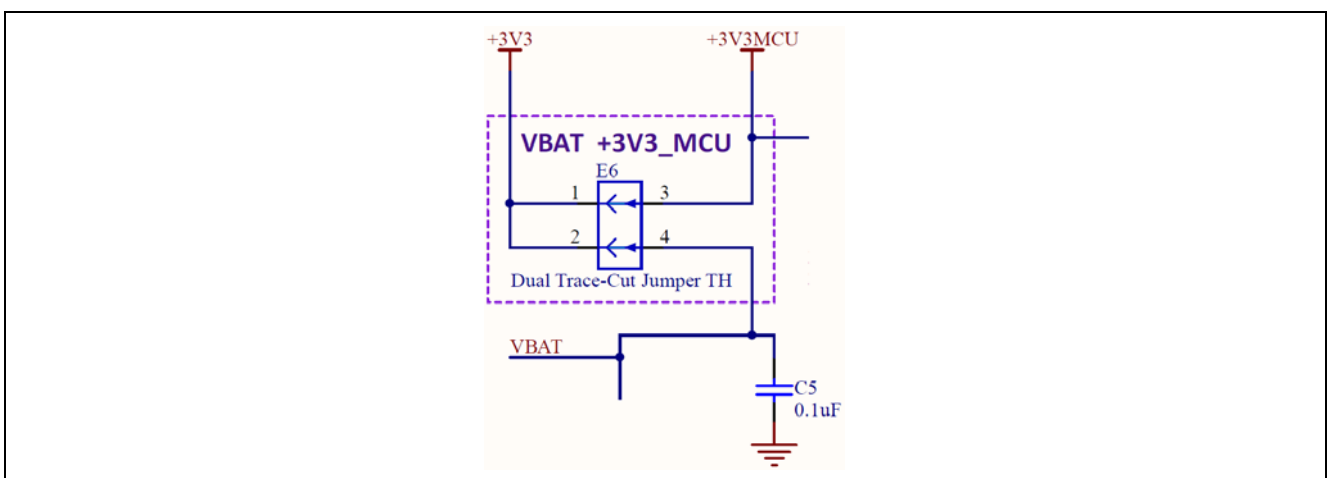 +3V3 +3V3MCU
VBAT +3V3_MCU
E6
1 3
2 4
Dual Trace-Cut Jumper TH
VBAT
C5
0.1uF